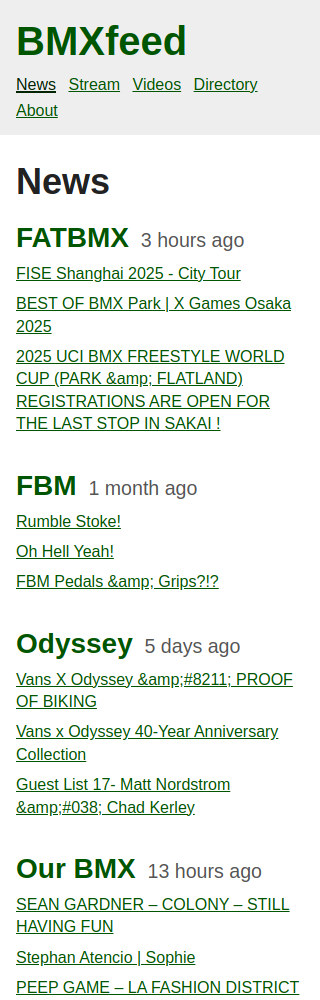 BMXfeed
News Stream Videos Directory
About
News
FATBMX 3 hours ago
FISE Shanghai 2025 - City Tour
BEST OF BMX Park | X Games Osaka
2025
2025 UCI BMX FREESTYLE WORLD
CUP (PARK &amp; FLATLAND)
REGISTRATIONS ARE OPEN FOR
THE LAST STOP IN SAKAI !
FBM 1 month ago
Rumble Stoke!
Oh Hell Yeah!
FBM Pedals &amp; Grips?!?
Odyssey 5 days ago
Vans X Odyssey &amp;#8211; PROOF
OF BIKING
Vans x Odyssey 40-Year Anniversary
Collection
Guest List 17- Matt Nordstrom
&amp;#038; Chad Kerley
Our BMX 13 hours ago
SEAN GARDNER – COLONY – STILL
HAVING FUN
Stephan Atencio | Sophie
PEEP GAME – LA FASHION DISTRICT